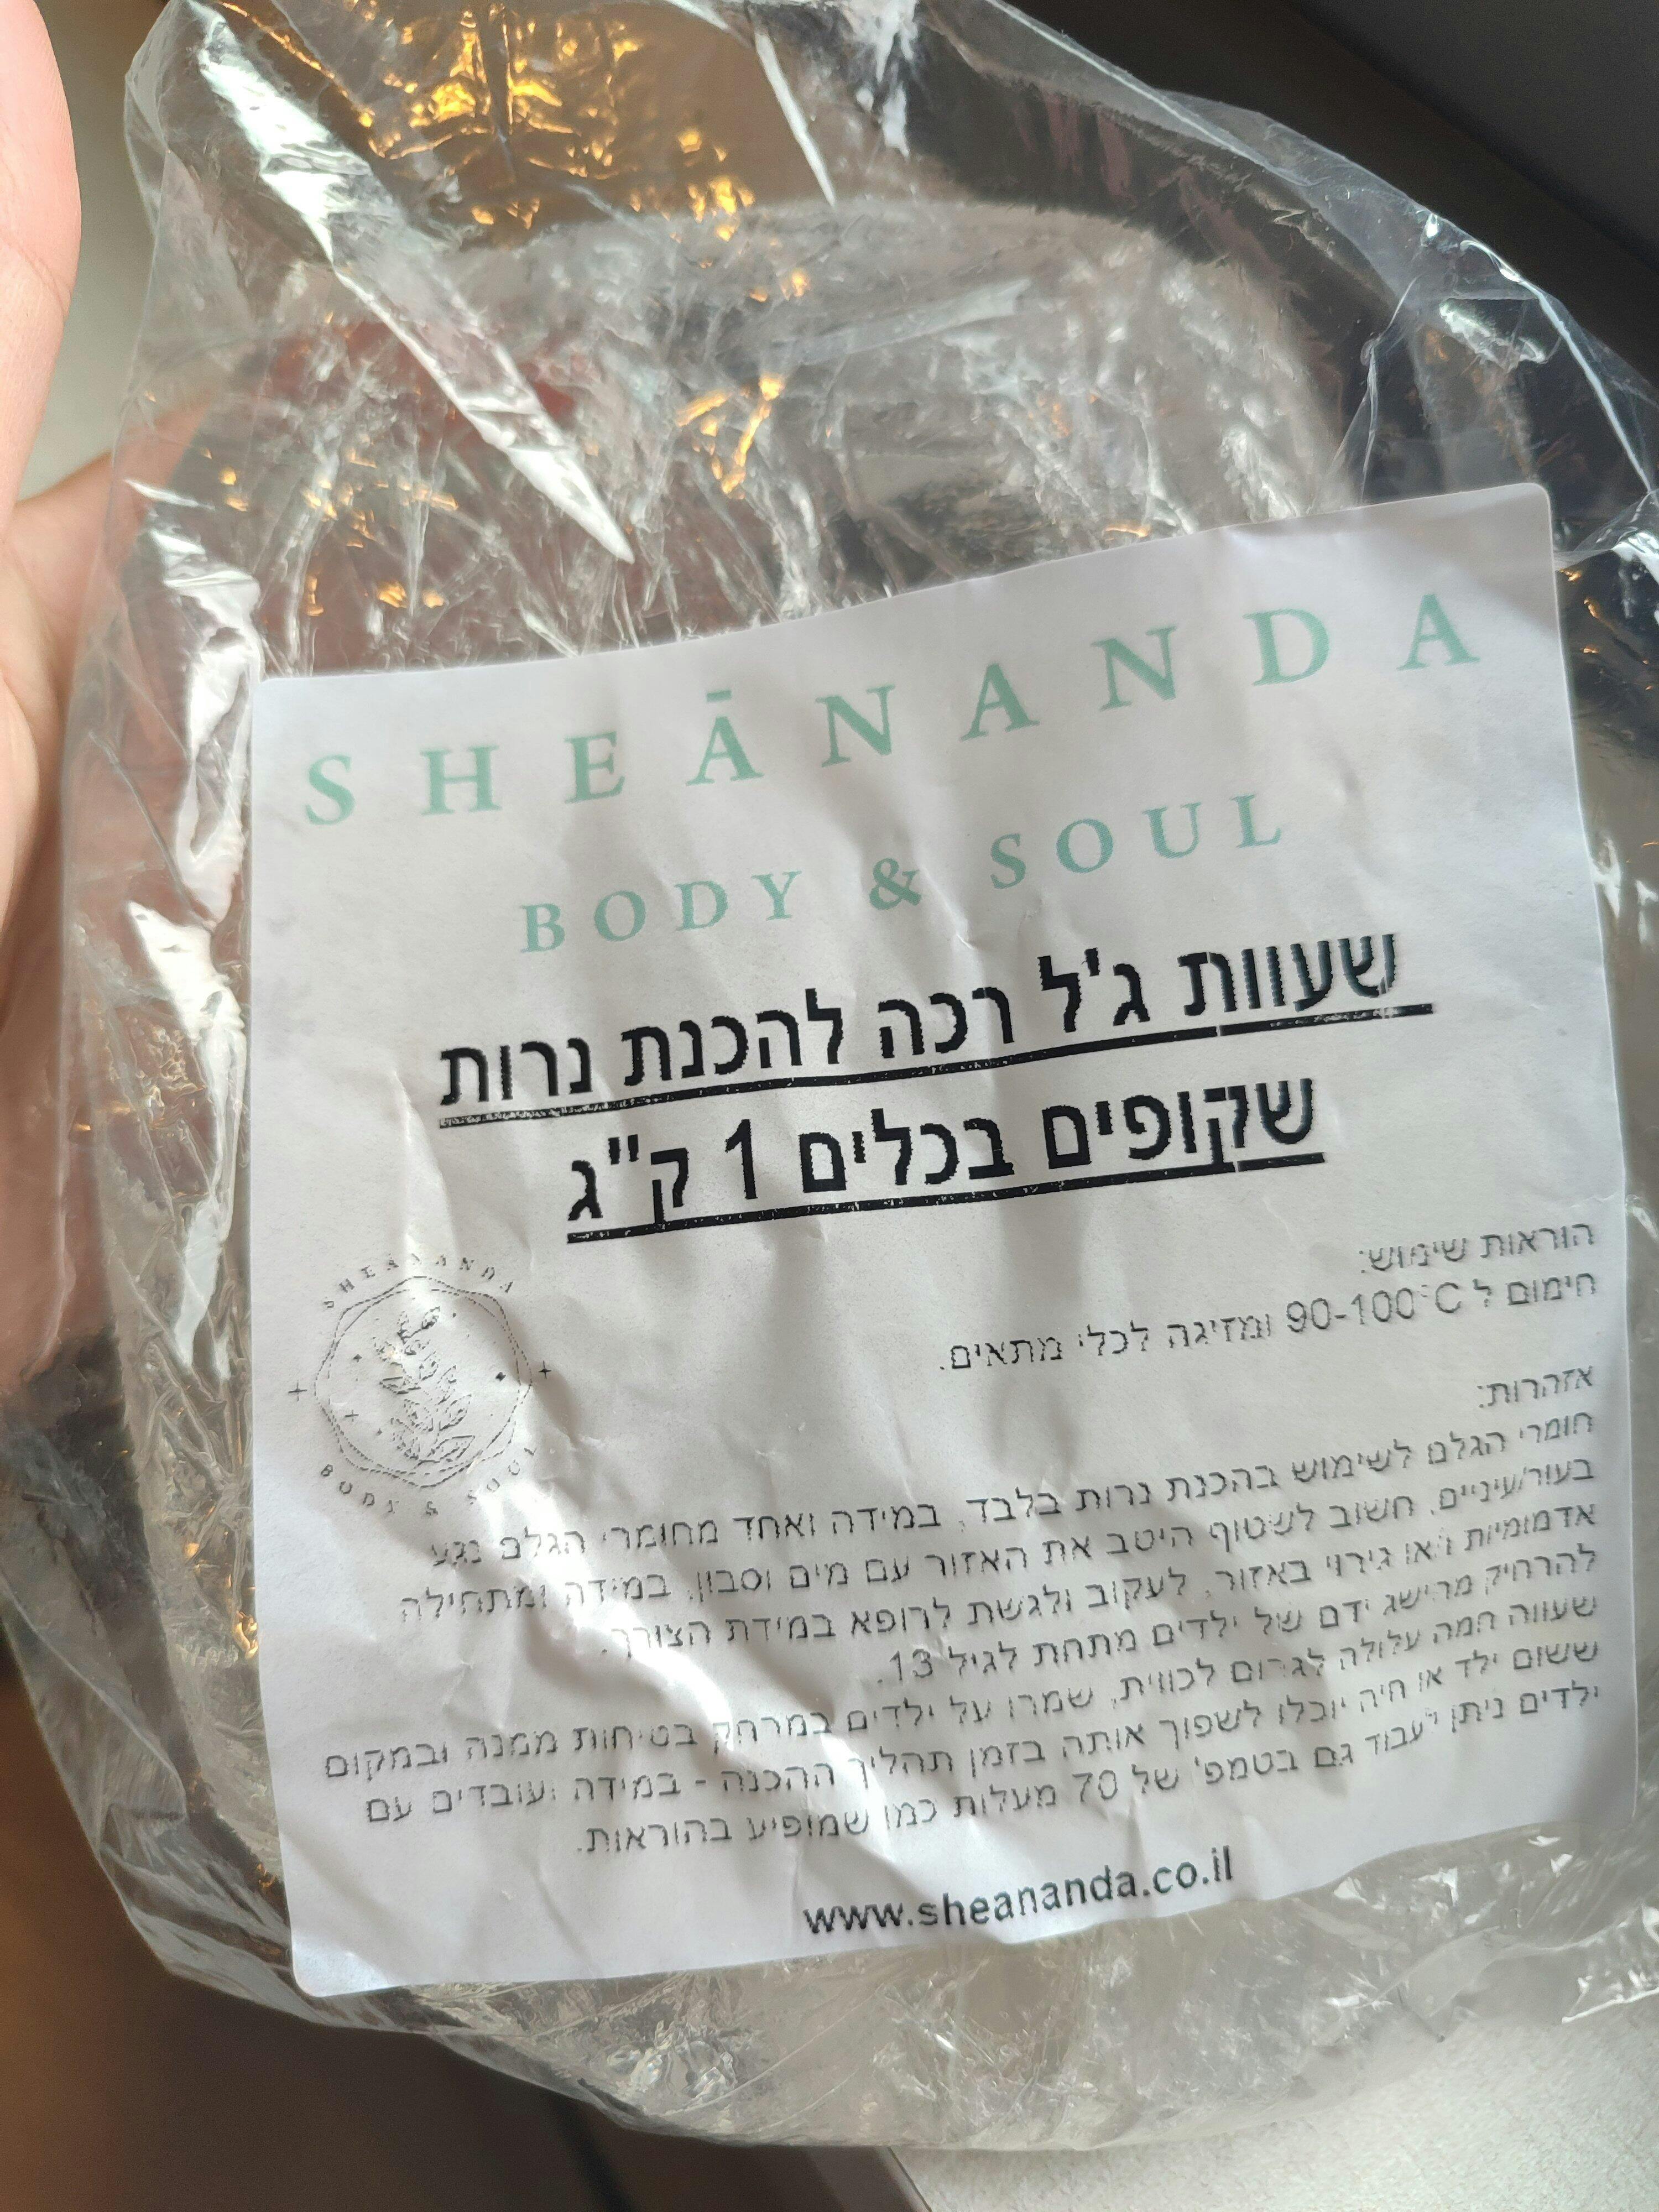 SHEĀNANDA
BODY & SOUL
שעוות ג'ל רכה להכנת נרות
שקופים בכלים 1 ק"ג
הוראות שימוש:
חימום ל 90-100°C ומזיגה לכלי מתאים.
SHEĀNANDA
BODY & SOUL
אזהרות:
חומרי הגלם לשימוש בהכנת נרות בלבד. במידה ואחד מחומרי הגלם נגע
בעור/עיניים. חשוב לשטוף היטב את האזור עם מים וסבון. במידה ומתחילה
אדמומיות ו/או גירוי באזור, לעקוב ולגשת לרופא במידת הצורך.
להרחיק מהישג ידם של ילדים מתחת לגיל 13.
שעווה חמה עלולה לגרום לכווית, שמרו על ילדים במרחק בטיחות ממנה ובמקום
ששום ילד או חיה יוכלו לשפוך אותה בזמן תהליך ההכנה - במידה ועובדים עם
ילדים ניתן לעבוד גם בטמפ' של 70 מעלות כמו שמופיע בהוראות.
www.sheananda.co.il